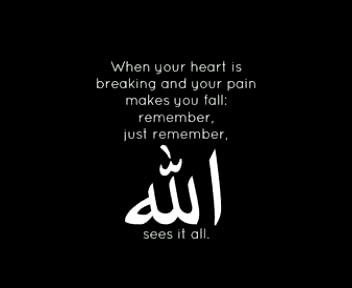 When your heart is
breaking and your pain
makes you fall:
remember,
just remember,
الله
sees it all.